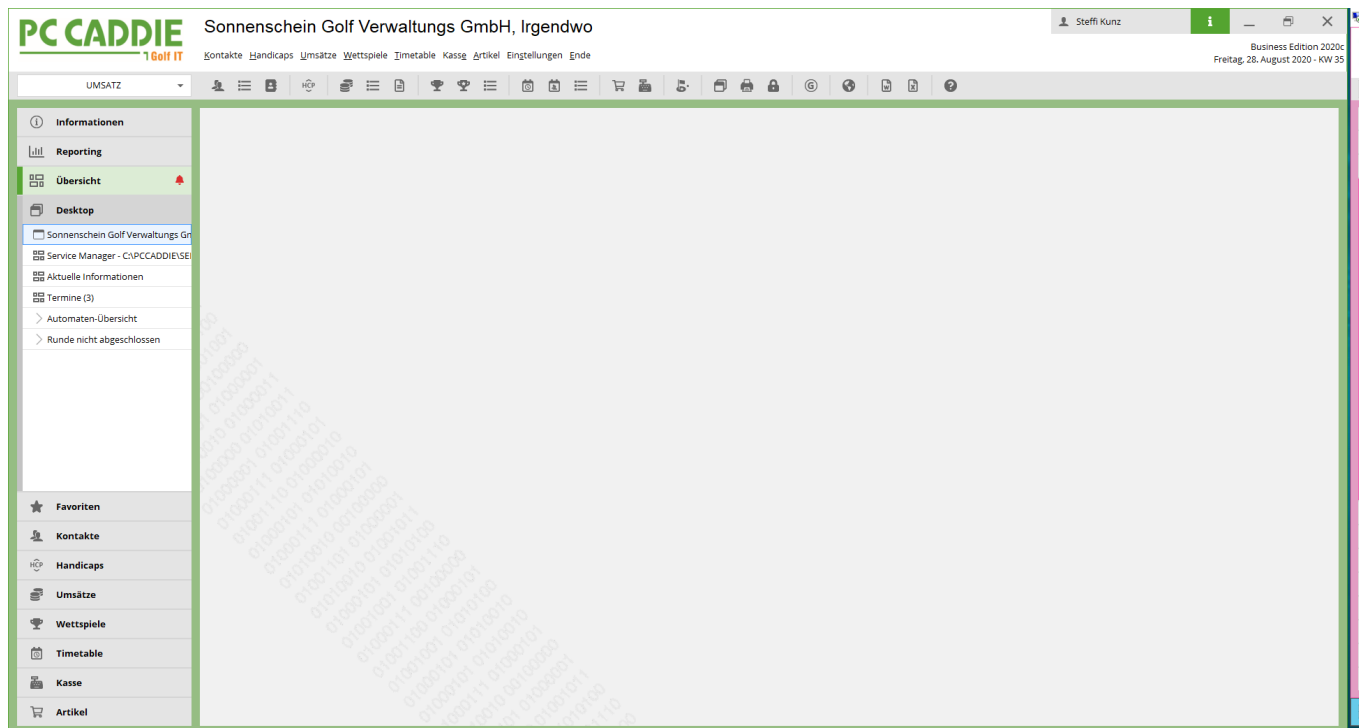 PC CADDIE
Golf IT
Sonnenschein Golf Verwaltungs GmbH, Irgendwo
Kontakte Handicaps Umsätze Wettspiele Timetable Kasse Artikel Einstellungen Ende
Steffi Kunz
i
Business Edition 2020c
Freitag, 28. August 2020 - KW 35
UMSATZ
HCP
G
W
X
?
Informationen
Reporting
Übersicht
Desktop
Sonnenschein Golf Verwaltungs Gm
Service Manager - C:\PCCADDIE\SE
Aktuelle Informationen
Termine (3)
Automaten-Übersicht
Runde nicht abgeschlossen
Favoriten
Kontakte
HCP Handicaps
Umsätze
Wettspiele
Timetable
Kasse
Artikel